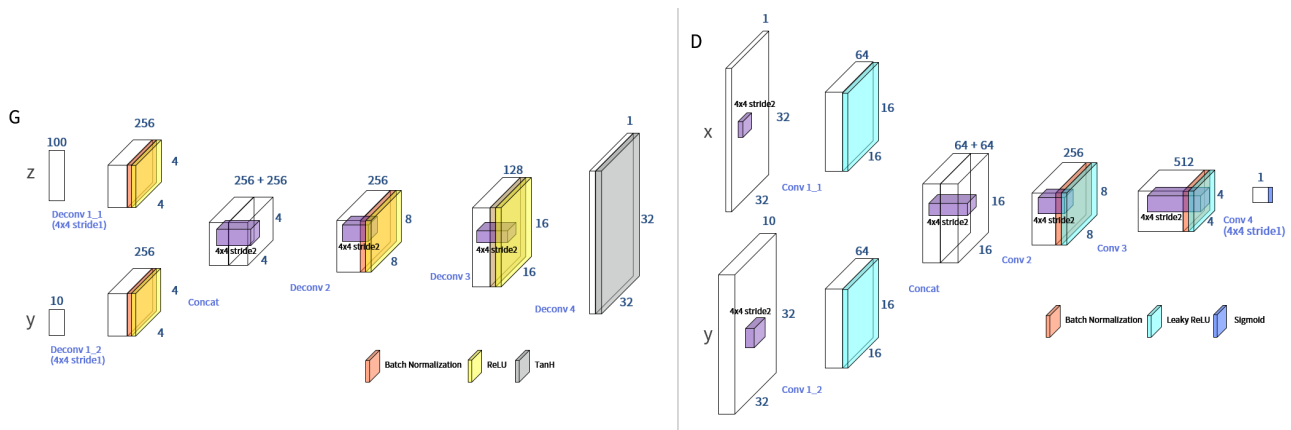 G
z
100
Deconv 1_1
(4x4 stride1)
256
4
4
y
10
Deconv 1_2
(4x4 stride1)
256
4
4
Concat
256 + 256
4
4
4x4 stride2
Deconv 2
256
8
8
4x4 stride2
Deconv 3
128
16
16
4x4 stride2
Deconv 4
1
32
32
Batch Normalization
ReLU
TanH
D
x
1
32
32
4x4 stride2
Conv 1_1
64
16
16
y
10
32
32
4x4 stride2
Conv 1_2
64
16
16
Concat
64 + 64
16
16
4x4 stride2
Conv 2
256
8
8
4x4 stride2
Conv 3
512
4
4
4x4 stride2
Conv 4
(4x4 stride1)
1
Batch Normalization
Leaky ReLU
Sigmoid